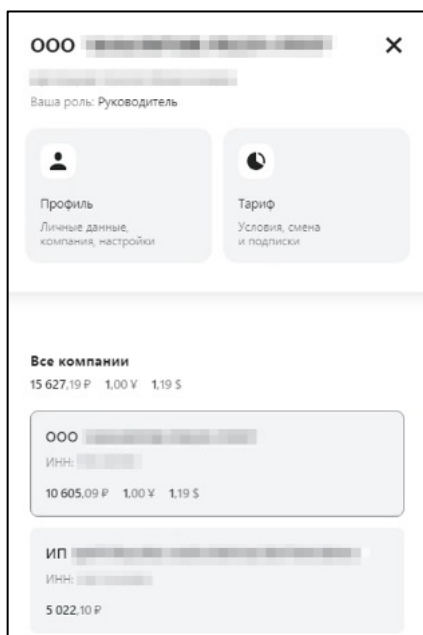 ООО
Ваша роль: Руководитель
Профиль
Личные данные,
компания, настройки
Тариф
Условия, смена
и подписки
Все компании
15 627,19 ₽ 1,00 ¥ 1,19 $
ООО
ИНН:
10 605,09 ₽ 1,00 ¥ 1,19 $
ИП
ИНН:
5 022,10 ₽